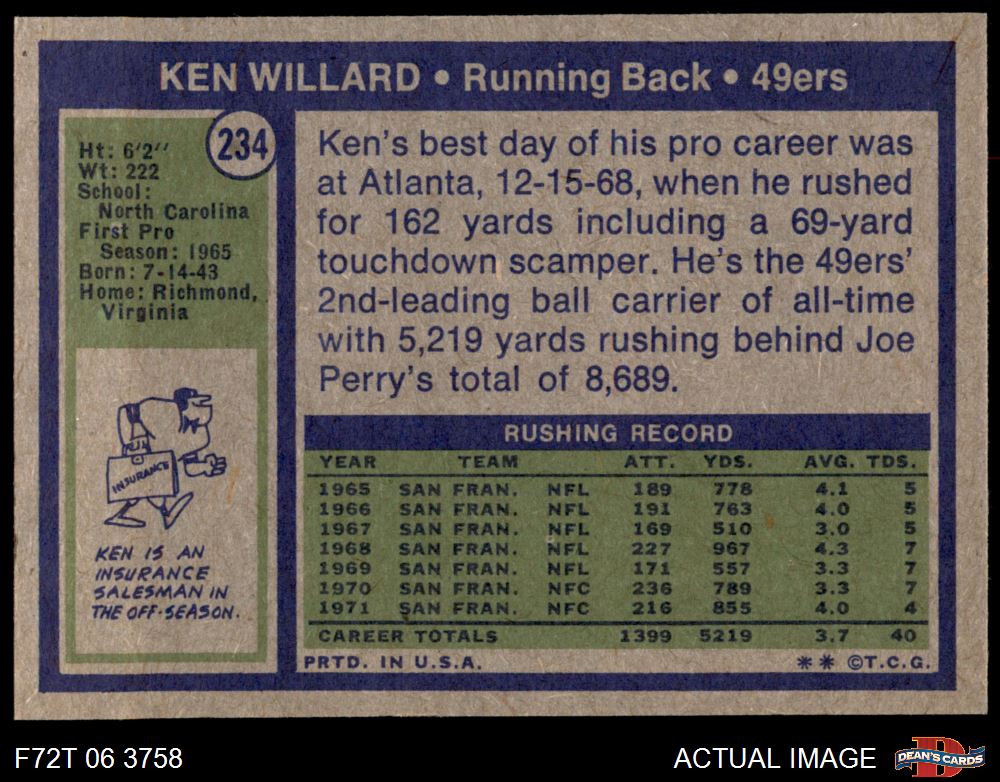 KEN WILLARD • Running Back • 49ers
234
Ht: 6'2''
Wt: 222
School:
North Carolina
First Pro
Season: 1965
Born: 7-14-43
Home: Richmond,
Virginia
INSURANCE
KEN IS AN
INSURANCE
SALESMAN IN
THE OFF-SEASON.
Ken's best day of his pro career was
at Atlanta, 12-15-68, when he rushed
for 162 yards including a 69-yard
touchdown scamper. He's the 49ers'
2nd-leading ball carrier of all-time
with 5,219 yards rushing behind Joe
Perry's total of 8,689.
RUSHING RECORD
YEAR TEAM ATT. YDS. AVG. TDS.
1965 SAN FRAN. NFL 189 778 4.1 5
1966 SAN FRAN. NFL 191 763 4.0 5
1967 SAN FRAN. NFL 169 510 3.0 5
1968 SAN FRAN. NFL 227 967 4.3 7
1969 SAN FRAN. NFL 171 557 3.3 7
1970 SAN FRAN. NFC 236 789 3.3 7
1971 SAN FRAN. NFC 216 855 4.0 4
CAREER TOTALS 1399 5219 3.7 40
PRTD. IN U.S.A. ** ©T.C.G.
F72T 06 3758 ACTUAL IMAGE
D
DEAN'S CARDS